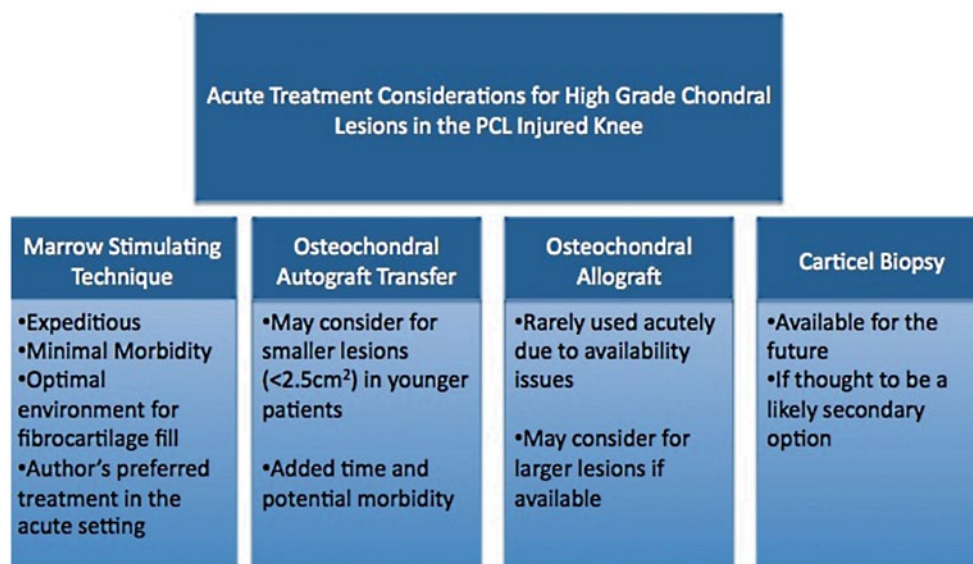 Acute Treatment Considerations for High Grade Chondral
Lesions in the PCL Injured Knee
Marrow Stimulating
Technique
•Expeditious
•Minimal Morbidity
•Optimal
environment for
fibrocartilage fill
•Author's preferred
treatment in the
acute setting
Osteochondral
Autograft Transfer
•May consider for
smaller lesions
(<2.5cm²) in younger
patients
•Added time and
potential morbidity
Osteochondral
Allograft
•Rarely used acutely
due to availability
issues
•May consider for
larger lesions if
available
Carticel Biopsy
•Available for the
future
•If thought to be a
likely secondary
option